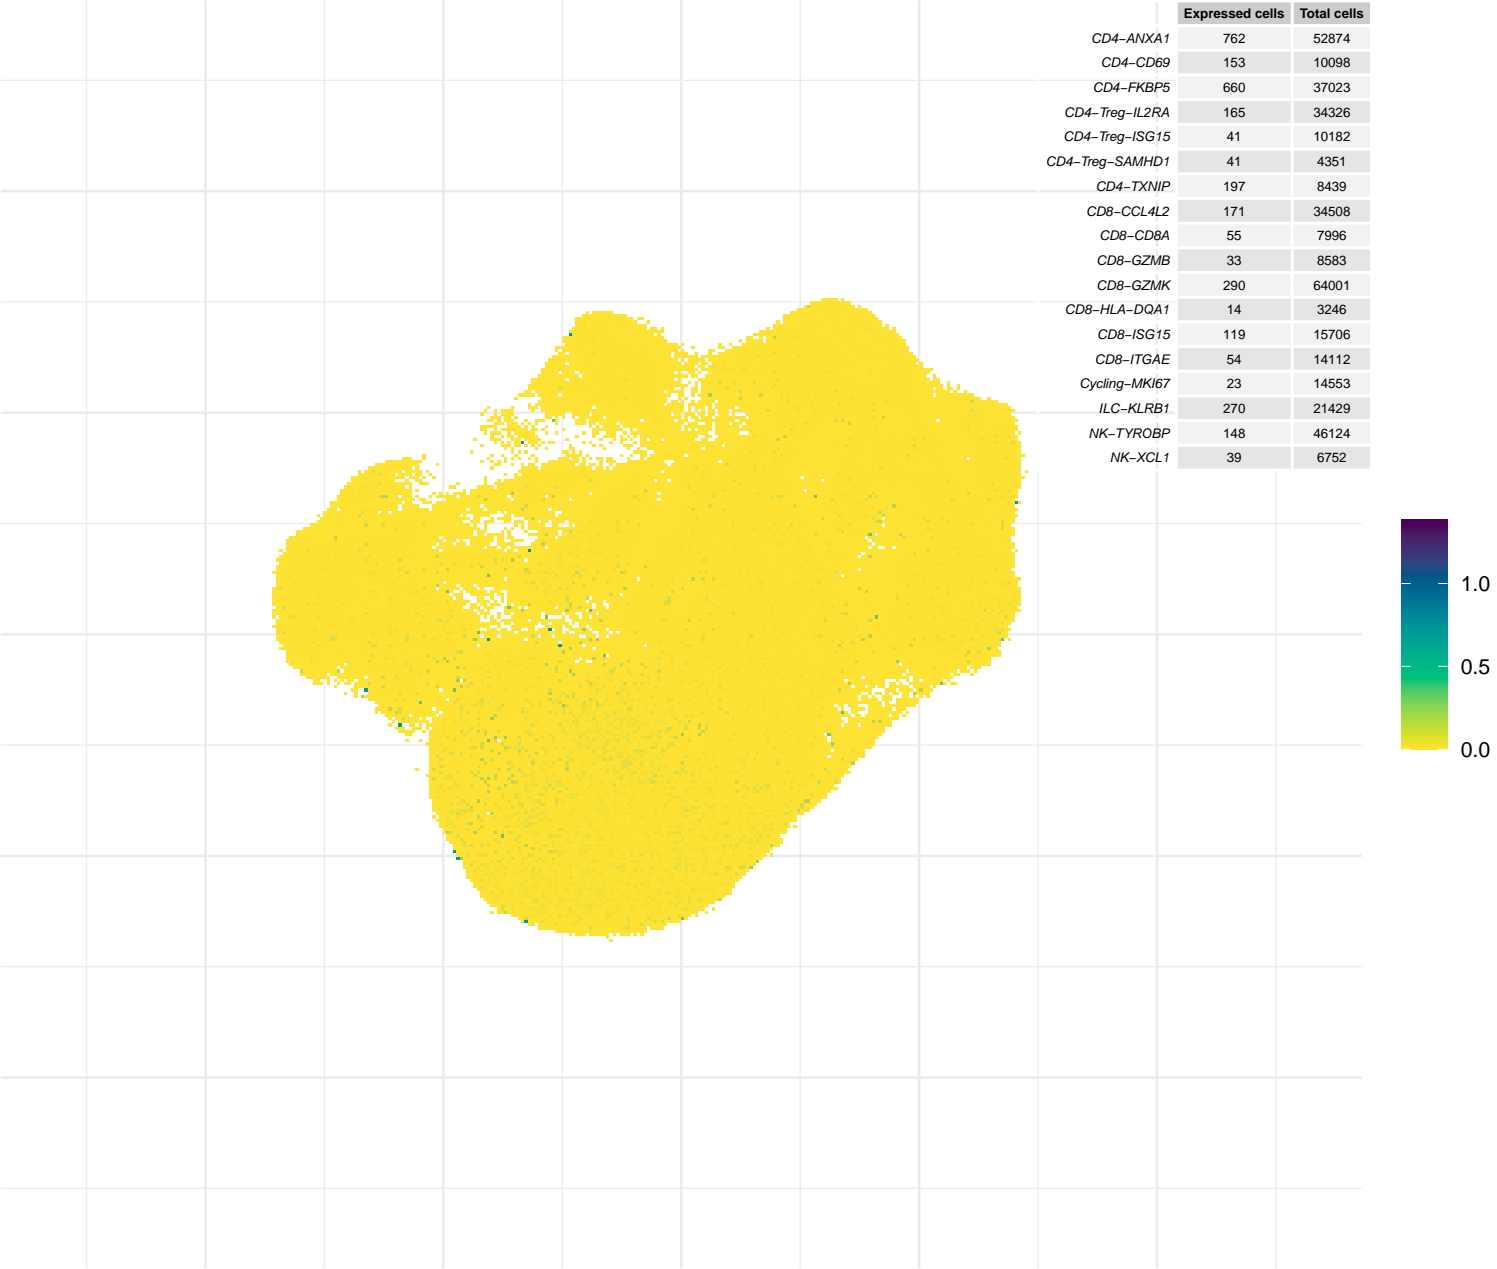 Expressed cells Total cells
CD4−ANXA1 762 52874
CD4−CD69 153 10098
CD4−FKBP5 660 37023
CD4−Treg−IL2RA 165 34326
CD4−Treg−ISG15 41 10182
CD4−Treg−SAMHD1 41 4351
CD4−TXNIP 197 8439
CD8−CCL4L2 171 34508
CD8−CD8A 55 7996
CD8−GZMB 33 8583
CD8−GZMK 290 64001
CD8−HLA−DQA1 14 3246
CD8−ISG15 119 15706
CD8−ITGAE 54 14112
Cycling−MKI67 23 14553
ILC−KLRB1 270 21429
NK−TYROBP 148 46124
NK−XCL1 39 6752
1.0
0.5
0.0